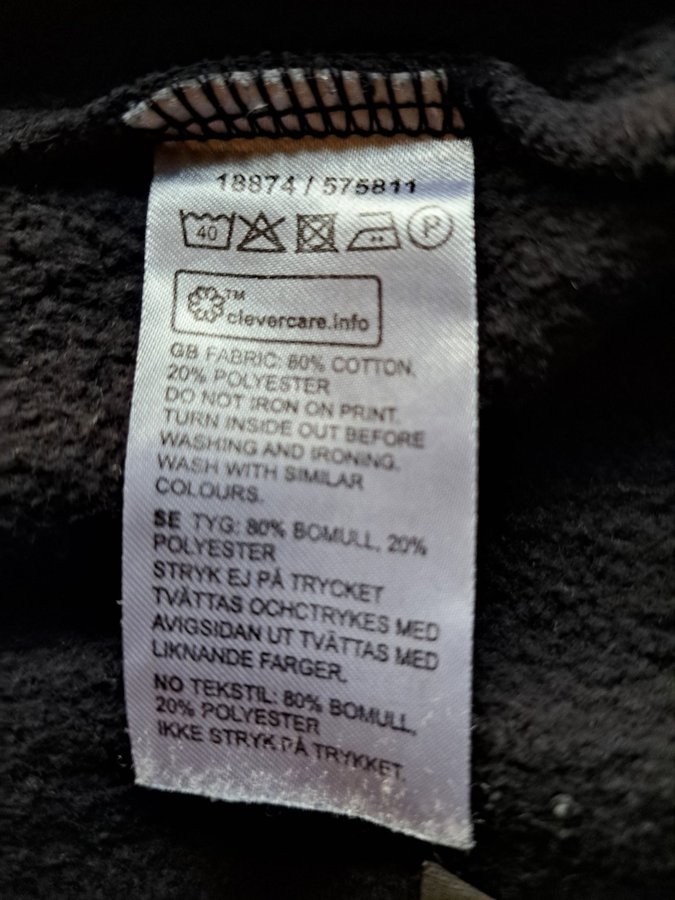 18874 / 575811
40
P
TM
clevercare.info
GB FABRIC: 80% COTTON.
20% POLYESTER
DO NOT IRON ON PRINT.
TURN INSIDE OUT BEFORE
WASHING AND IRONING.
WASH WITH SIMILAR
COLOURS.
SE TYG: 80% BOMULL, 20%
POLYESTER
STRYK EJ PÅ TRYCKET
TVÄTTAS OCHCTRYKES MED
AVIGSIDAN UT TVÄTTAS MED
LIKNANDE FARGER.
NO TEKSTIL: 80% BOMULL,
20% POLYESTER
IKKE STRYK PÅ TRYKKET.